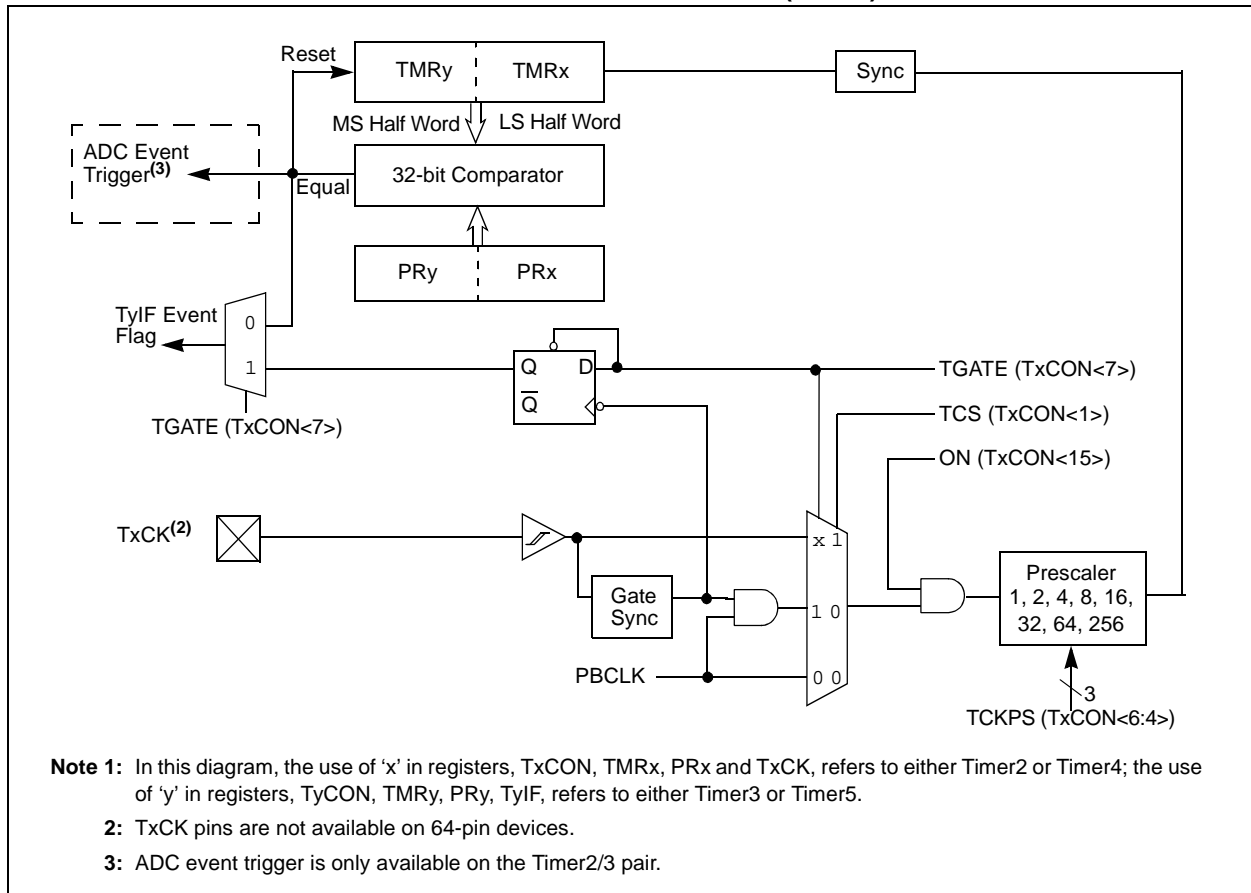 Reset
TMRy
TMRx
Sync
MS Half Word
LS Half Word
ADC Event
Trigger(3)
Equal
32-bit Comparator
PRy
PRx
TyIF Event
Flag
0
1
Q
D
Q
TGATE (TxCON<7>)
TGATE (TxCON<7>)
TCS (TxCON<1>)
ON (TxCON<15>)
TxCK(2)
x 1
Gate
Sync
1 0
Prescaler
1, 2, 4, 8, 16,
32, 64, 256
PBCLK
0 0
3
TCKPS (TxCON<6:4>)
Note 1: In this diagram, the use of ‘x’ in registers, TxCON, TMRx, PRx and TxCK, refers to either Timer2 or Timer4; the use
of ‘y’ in registers, TyCON, TMRy, PRy, TyIF, refers to either Timer3 or Timer5.
2: TxCK pins are not available on 64-pin devices.
3: ADC event trigger is only available on the Timer2/3 pair.